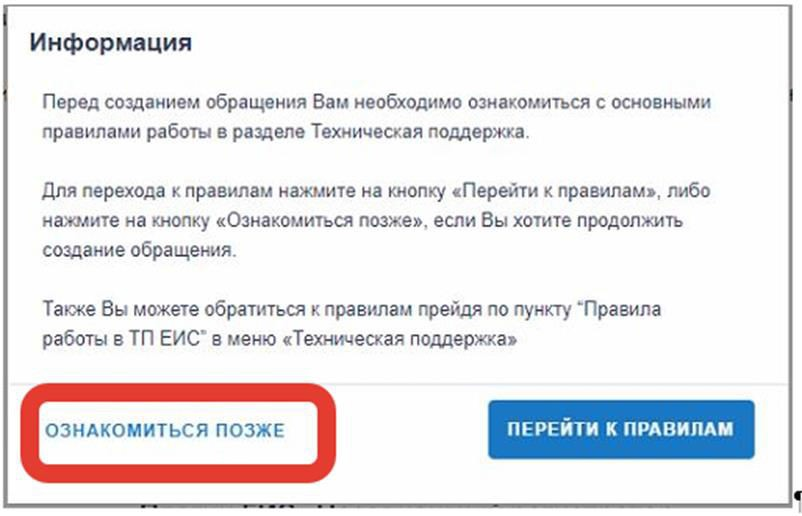 Информация
Перед созданием обращения Вам необходимо ознакомиться с основными
правилами работы в разделе Техническая поддержка.
Для перехода к правилам нажмите на кнопку «Перейти к правилам», либо
нажмите на кнопку «Ознакомиться позже», если Вы хотите продолжить
создание обращения.
Также Вы можете обратиться к правилам прейдя по пункту “Правила
работы в ТП ЕИС” в меню «Техническая поддержка»
ОЗНАКОМИТЬСЯ ПОЗЖЕ
ПЕРЕЙТИ К ПРАВИЛАМ